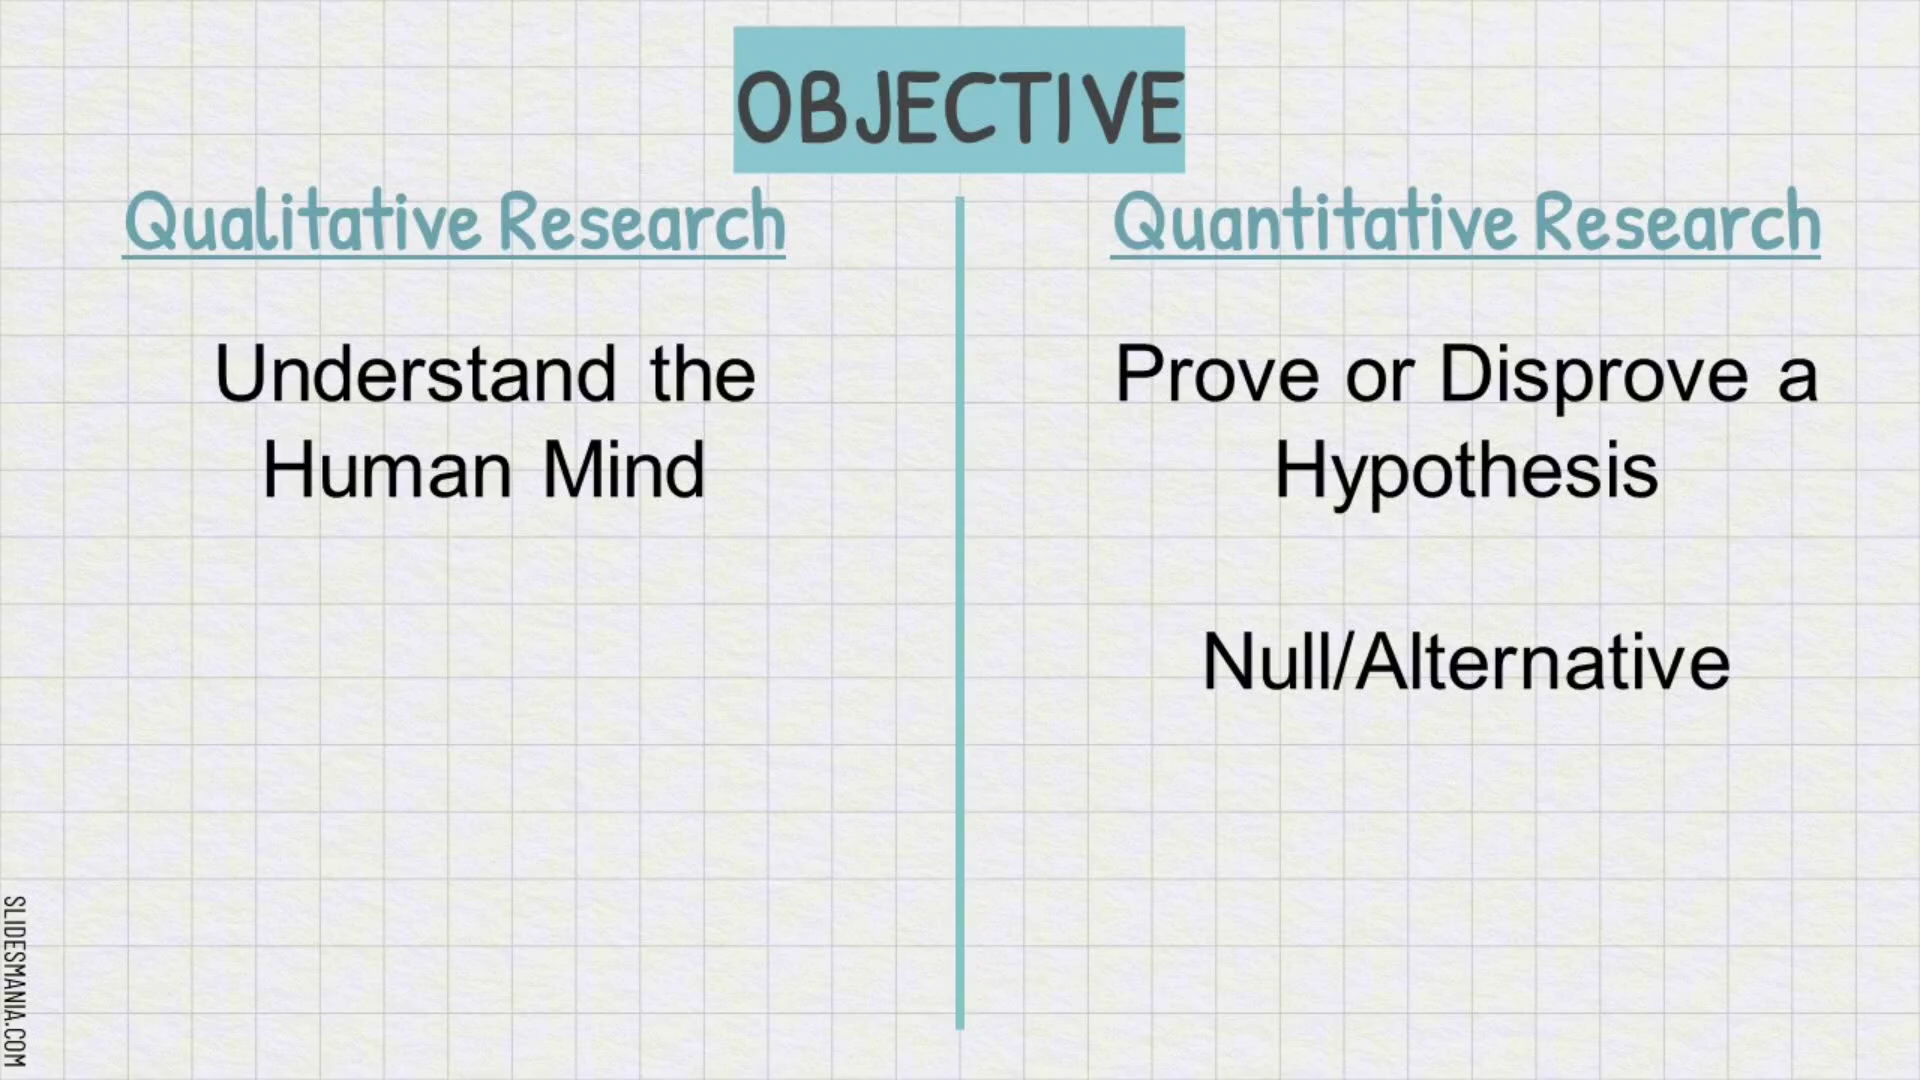 OBJECTIVE
Qualitative Research
Understand the
Human Mind
Quantitative Research
Prove or Disprove a
Hypothesis
Null/Alternative
SLIDESMANIA.COM